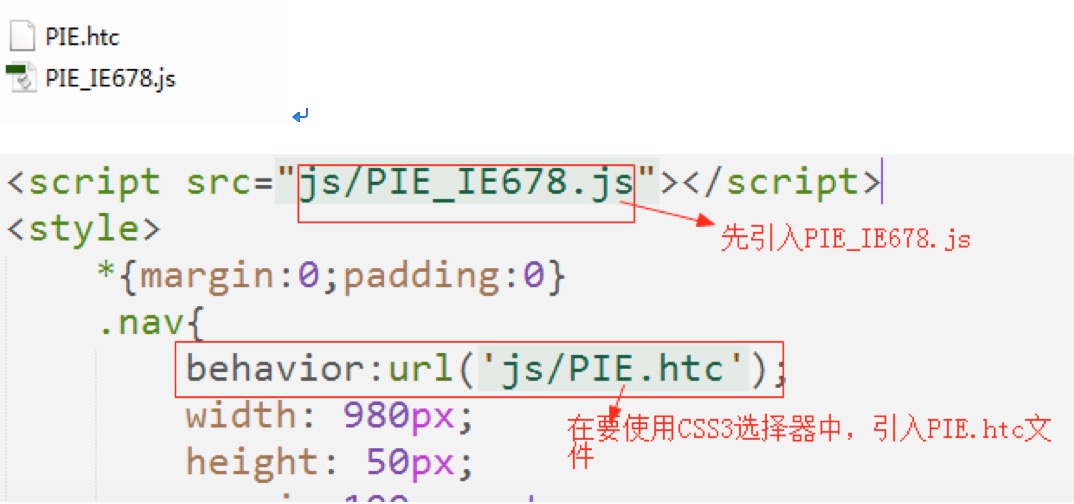 PIE.htc
PIE_IE678.js
<script src="js/PIE_IE678.js"></script>
先引入PIE_IE678.js
<style>
*{margin:0;padding:0}
.nav{
behavior:url('js/PIE.htc');
width: 980px;
在要使用CSS3选择器中，引入PIE.htc文
件
height: 50px;